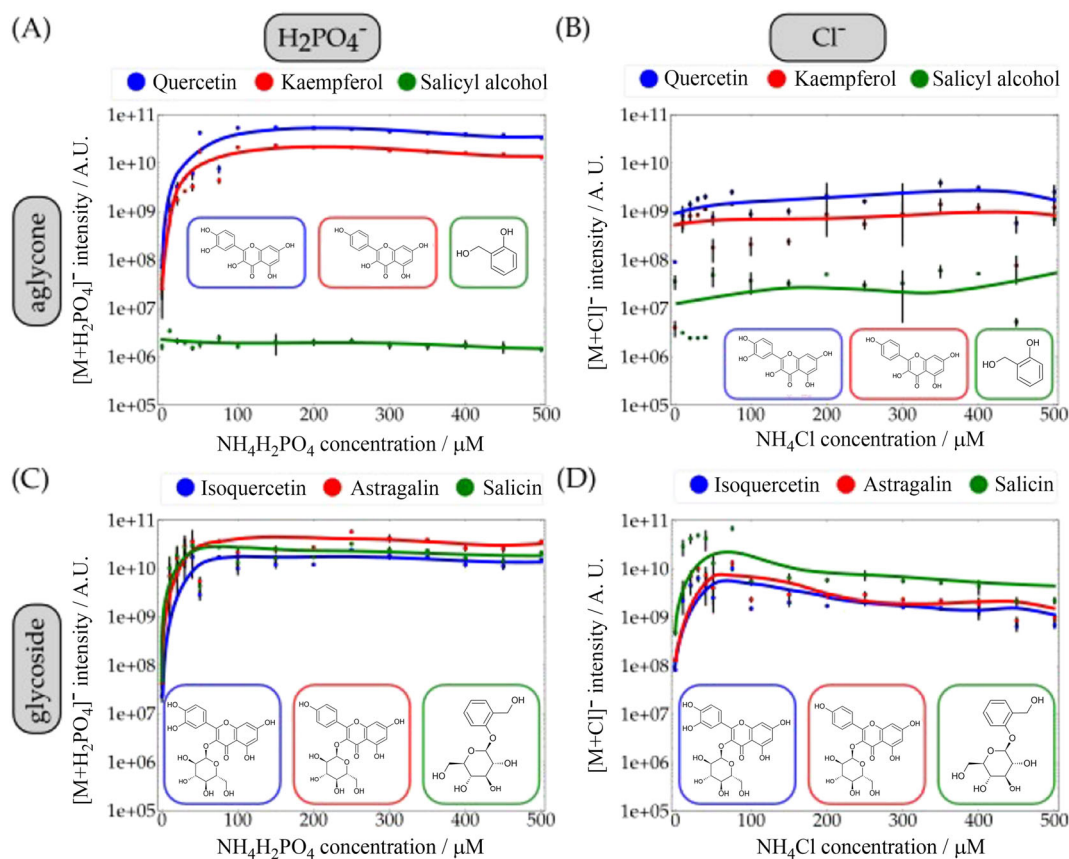 (A)
H₂PO₄⁻
(B)
Cl⁻
Quercetin Kaempferol Salicyl alcohol
Quercetin Kaempferol Salicyl alcohol
aglycone
[M+H₂PO₄]⁻ intensity / A.U.
1e+11
1e+10
1e+09
1e+08
1e+07
1e+06
1e+05
0 100 200 300 400 500
NH₄H₂PO₄ concentration / μM
[M+Cl]⁻ intensity / A. U.
1e+11
1e+10
1e+09
1e+08
1e+07
1e+06
1e+05
0 100 200 300 400 500
NH₄Cl concentration / μM
(C)
(D)
Isoquercetin Astragalin Salicin
Isoquercetin Astragalin Salicin
glycoside
[M+H₂PO₄]⁻ intensity / A.U.
1e+11
1e+10
1e+09
1e+08
1e+07
1e+06
1e+05
0 100 200 300 400 500
NH₄H₂PO₄ concentration / μM
[M+Cl]⁻ intensity / A. U.
1e+11
1e+10
1e+09
1e+08
1e+07
1e+06
1e+05
0 100 200 300 400 500
NH₄Cl concentration / μM